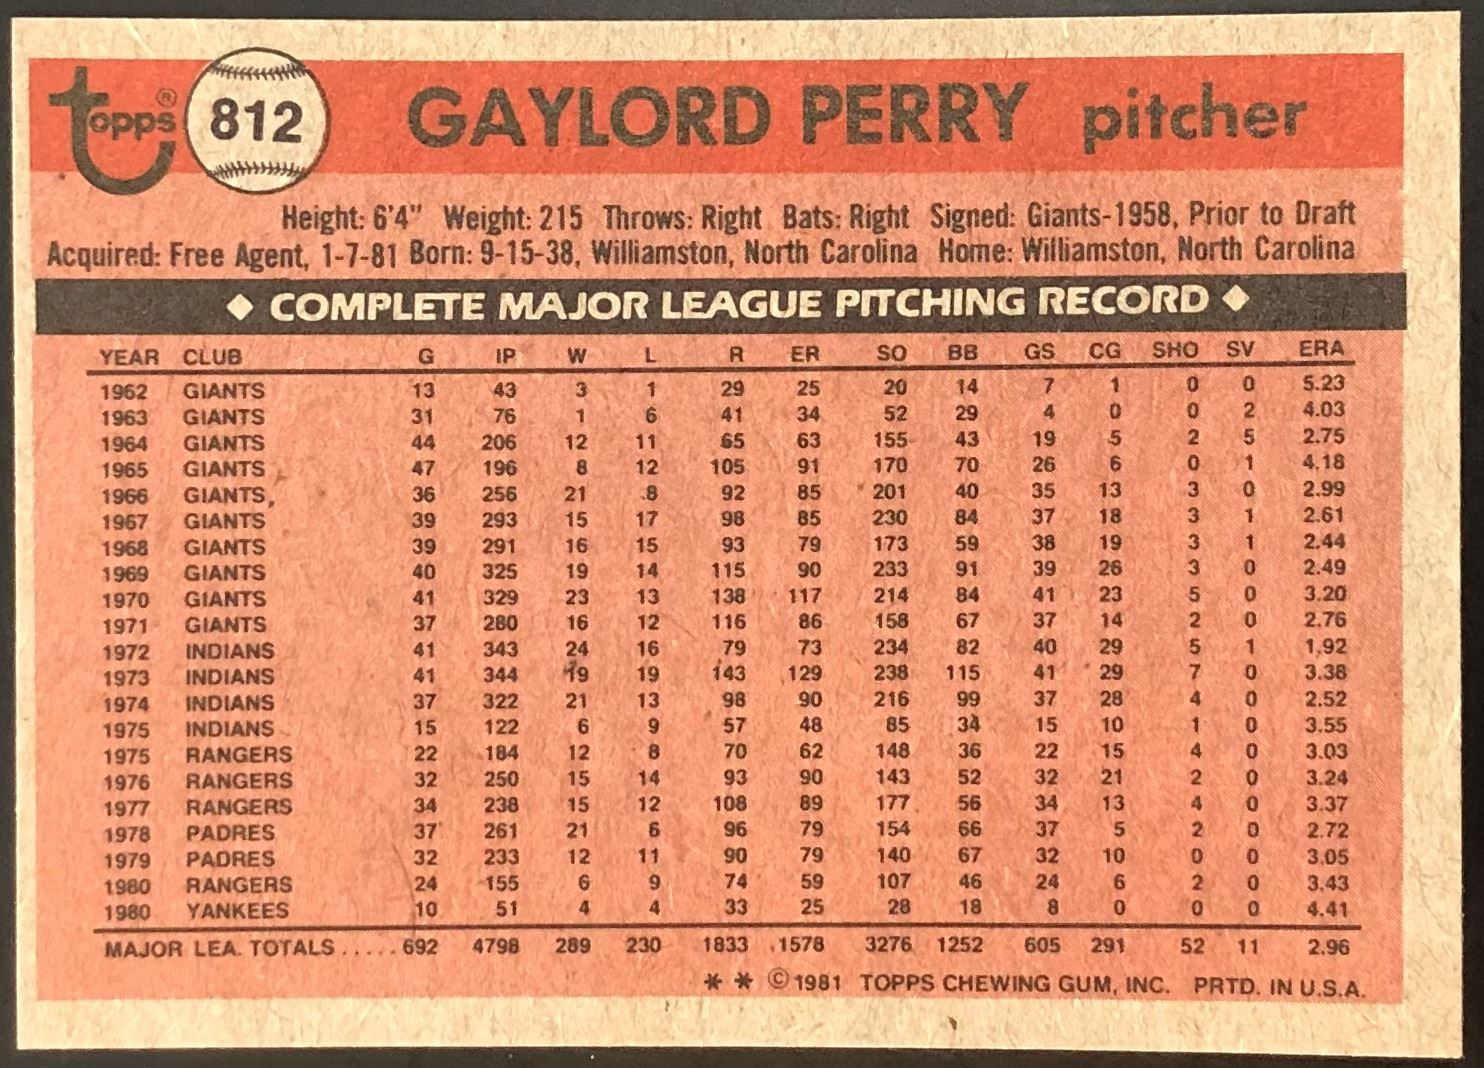 topps ® 812 GAYLORD PERRY pitcher
Height: 6'4" Weight: 215 Throws: Right Bats: Right Signed: Giants-1958, Prior to Draft
Acquired: Free Agent, 1-7-81 Born: 9-15-38, Williamston, North Carolina Home: Williamston, North Carolina
◆ COMPLETE MAJOR LEAGUE PITCHING RECORD ◆
YEAR CLUB G IP W L R ER SO BB GS CG SHO SV ERA
1962 GIANTS 13 43 3 1 29 25 20 14 7 1 0 0 5.23
1963 GIANTS 31 76 1 6 41 34 52 29 4 0 0 2 4.03
1964 GIANTS 44 206 12 11 65 63 155 43 19 5 2 5 2.75
1965 GIANTS 47 196 8 12 105 91 170 70 26 6 0 1 4.18
1966 GIANTS 36 256 21 8 92 85 201 40 35 13 3 0 2.99
1967 GIANTS 39 293 15 17 98 85 230 84 37 18 3 1 2.61
1968 GIANTS 39 291 16 15 93 79 173 59 38 19 3 1 2.44
1969 GIANTS 40 325 19 14 115 90 233 91 39 26 3 0 2.49
1970 GIANTS 41 329 23 13 138 117 214 84 41 23 5 0 3.20
1971 GIANTS 37 280 16 12 116 86 158 67 37 14 2 0 2.76
1972 INDIANS 41 343 24 16 79 73 234 82 40 29 5 1 1.92
1973 INDIANS 41 344 19 19 143 129 238 115 41 29 7 0 3.38
1974 INDIANS 37 322 21 13 98 90 216 99 37 28 4 0 2.52
1975 INDIANS 15 122 6 9 57 48 85 34 15 10 1 0 3.55
1975 RANGERS 22 184 12 8 70 62 148 36 22 15 4 0 3.03
1976 RANGERS 32 250 15 14 93 90 143 52 32 21 2 0 3.24
1977 RANGERS 34 238 15 12 108 89 177 56 34 13 4 0 3.37
1978 PADRES 37 261 21 6 96 79 154 66 37 5 2 0 2.72
1979 PADRES 32 233 12 11 90 79 140 67 32 10 0 0 3.05
1980 RANGERS 24 155 6 9 74 59 107 46 24 6 2 0 3.43
1980 YANKEES 10 51 4 4 33 25 28 18 8 0 0 0 4.41
MAJOR LEA. TOTALS ..... 692 4798 289 230 1833 1578 3276 1252 605 291 52 11 2.96
* * © 1981 TOPPS CHEWING GUM, INC. PRTD. IN U.S.A.